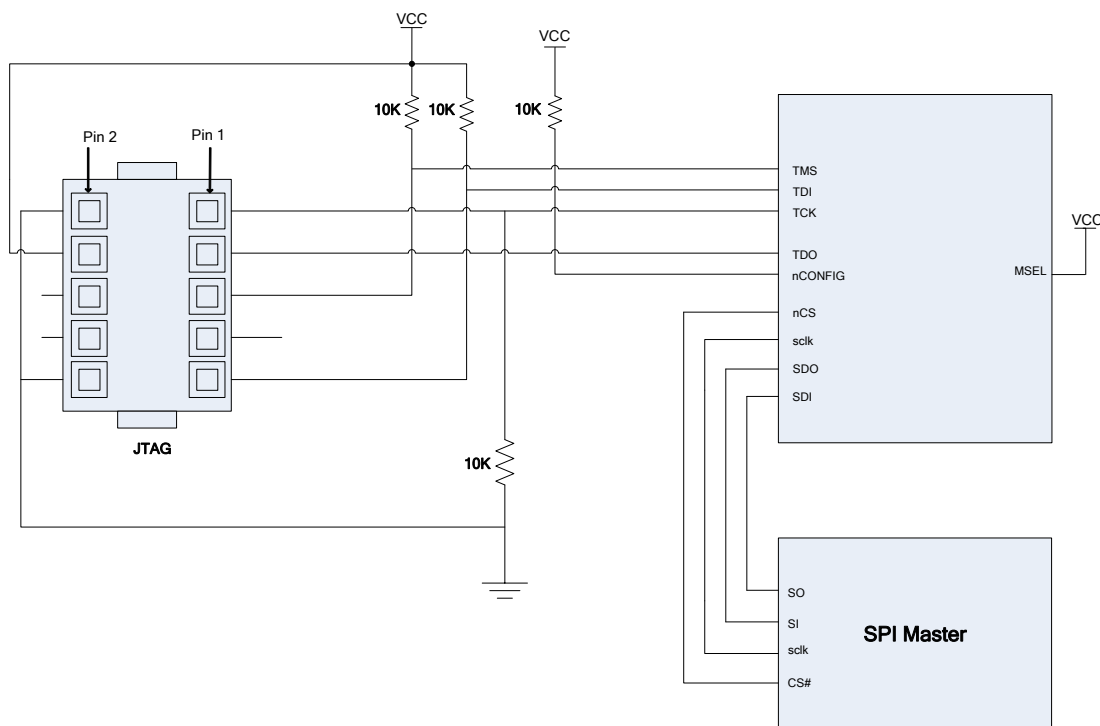 VCC
VCC
10K
10K
10K
Pin 2
Pin 1
TMS
TDI
TCK
VCC
TDO
nCONFIG
MSEL
nCS
sclk
SDO
SDI
JTAG
10K
SO
SI
SPI Master
sclk
CS#